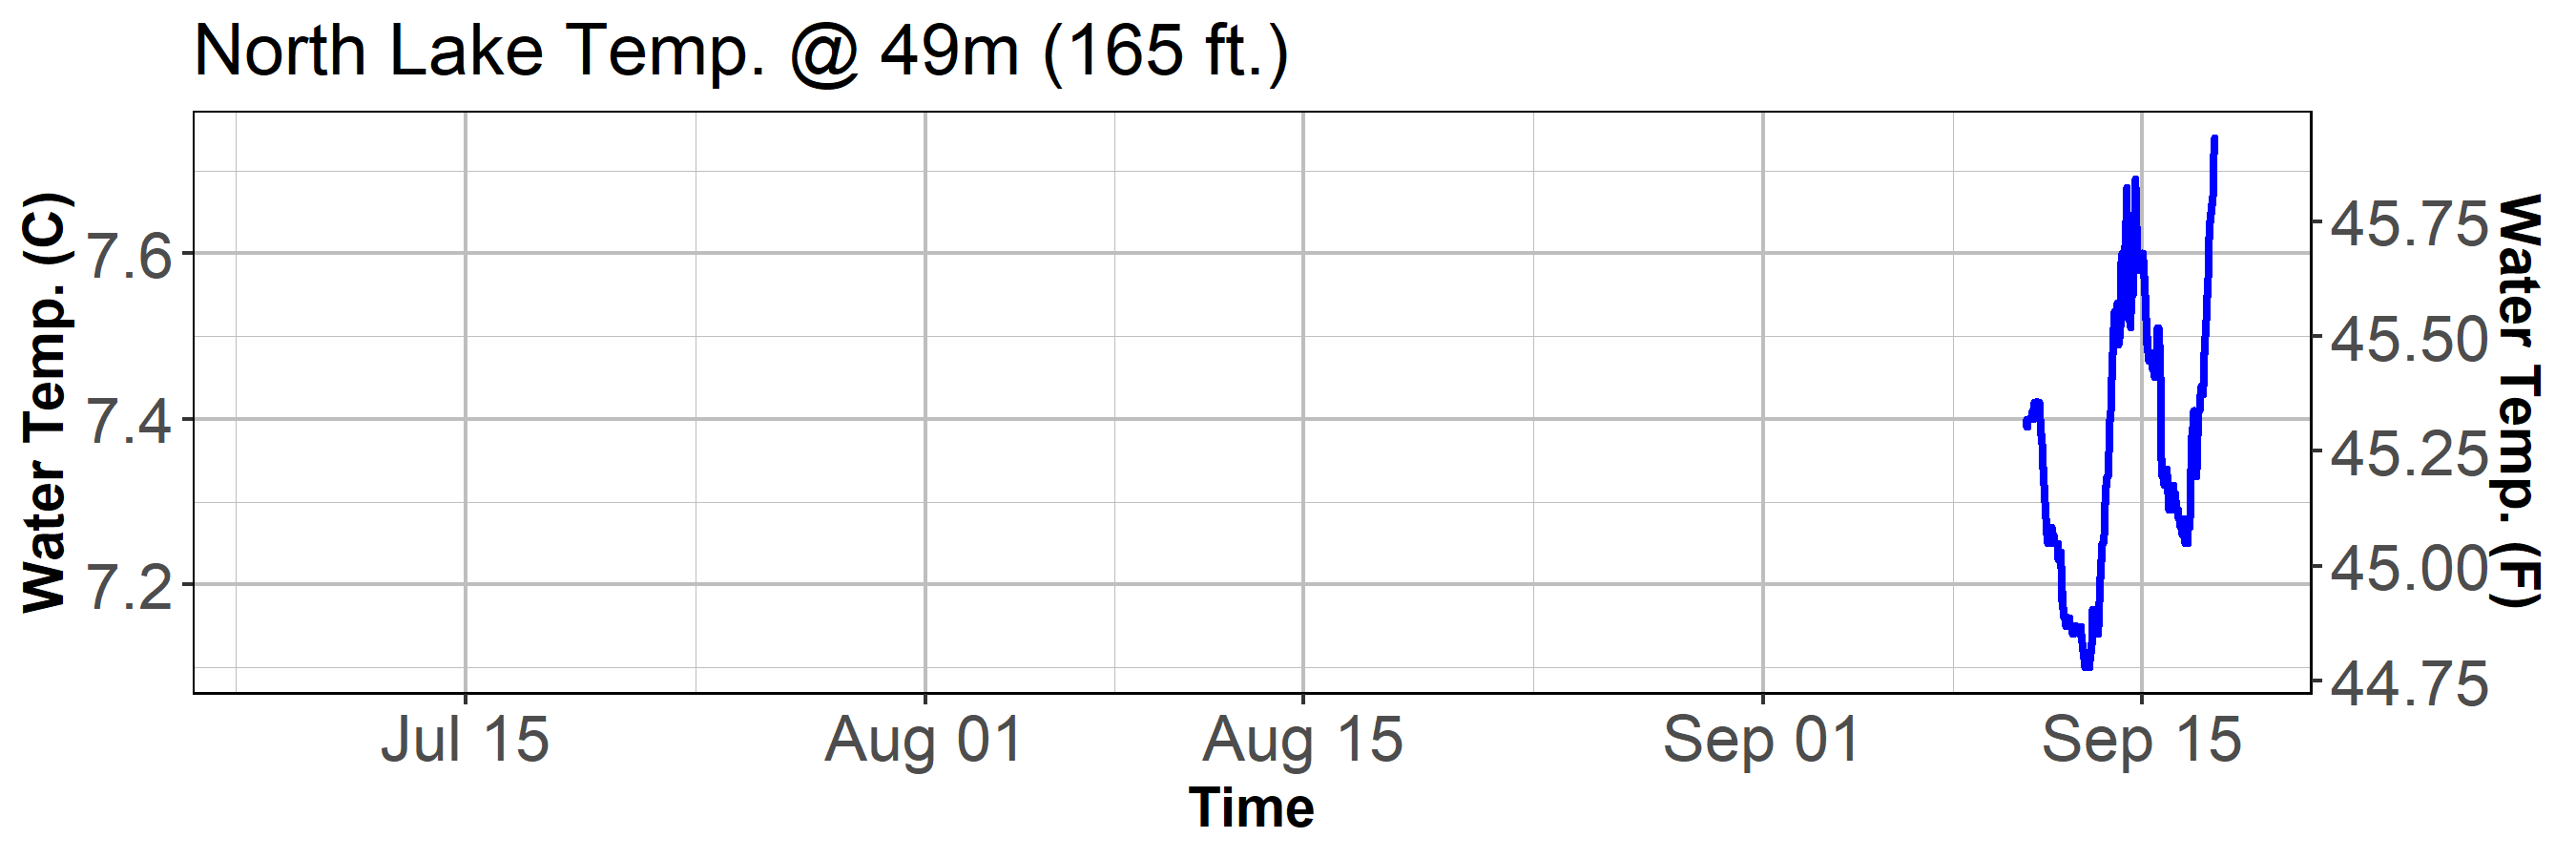 North Lake Temp. @ 49m (165 ft.)
Water Temp. (C)
7.6
7.4
7.2
45.75
45.50
45.25
45.00
44.75
Water Temp. (F)
Jul 15 Aug 01 Aug 15 Sep 01 Sep 15
Time